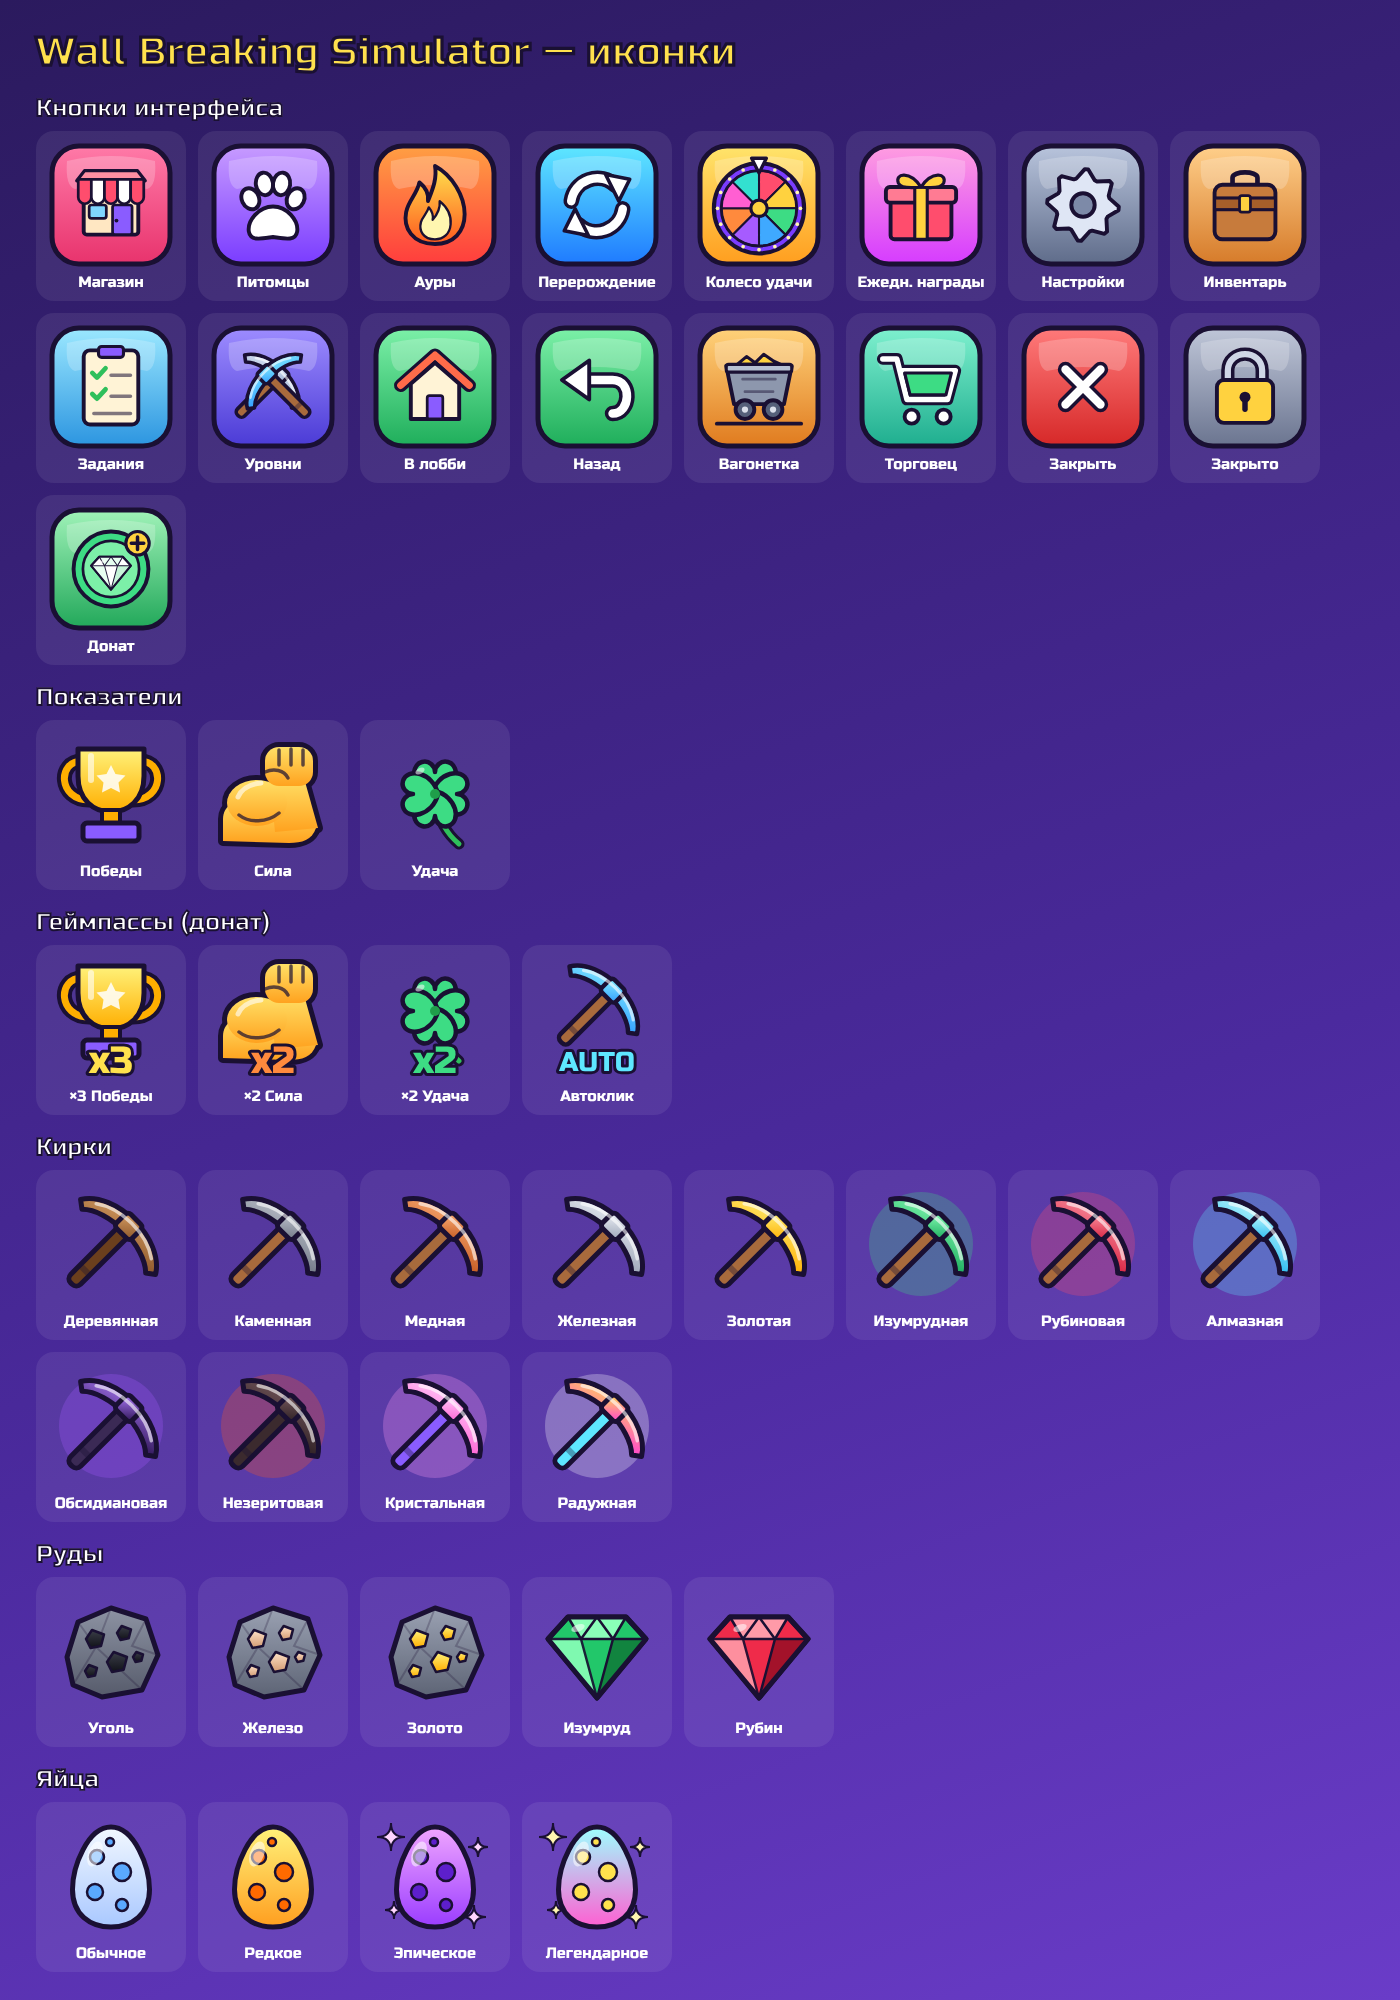 Wall Breaking Simulator — иконки
Кнопки интерфейса
Магазин
Питомцы
Ауры
Перерождение
Колесо удачи
Ежедн. награды
Настройки
Инвентарь
Задания
Уровни
В лобби
Назад
Вагонетка
Торговец
Закрыть
Закрыто
Донат
Показатели
Победы
Сила
Удача
Геймпассы (донат)
x3
x2
x2
AUTO
×3 Победы
×2 Сила
×2 Удача
Автоклик
Кирки
Деревянная
Каменная
Медная
Железная
Золотая
Изумрудная
Рубиновая
Алмазная
Обсидиановая
Незеритовая
Кристальная
Радужная
Руды
Уголь
Железо
Золото
Изумруд
Рубин
Яйца
Обычное
Редкое
Эпическое
Легендарное